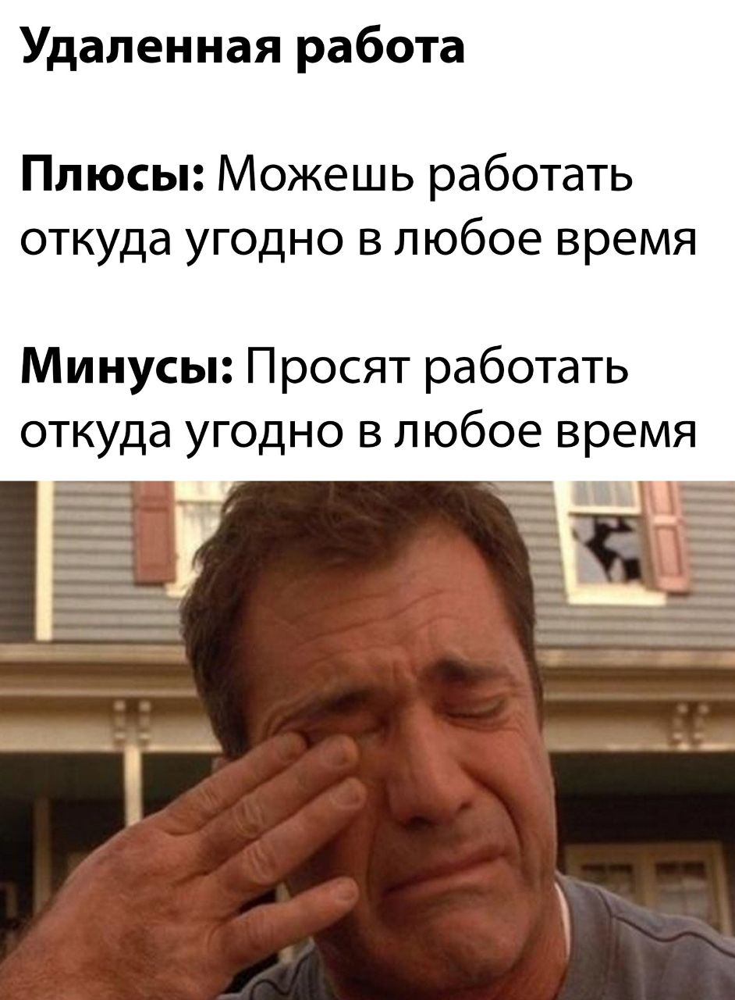 Удаленная работа
Плюсы: Можешь работать
откуда угодно в любое время
Минусы: Просят работать
откуда угодно в любое время